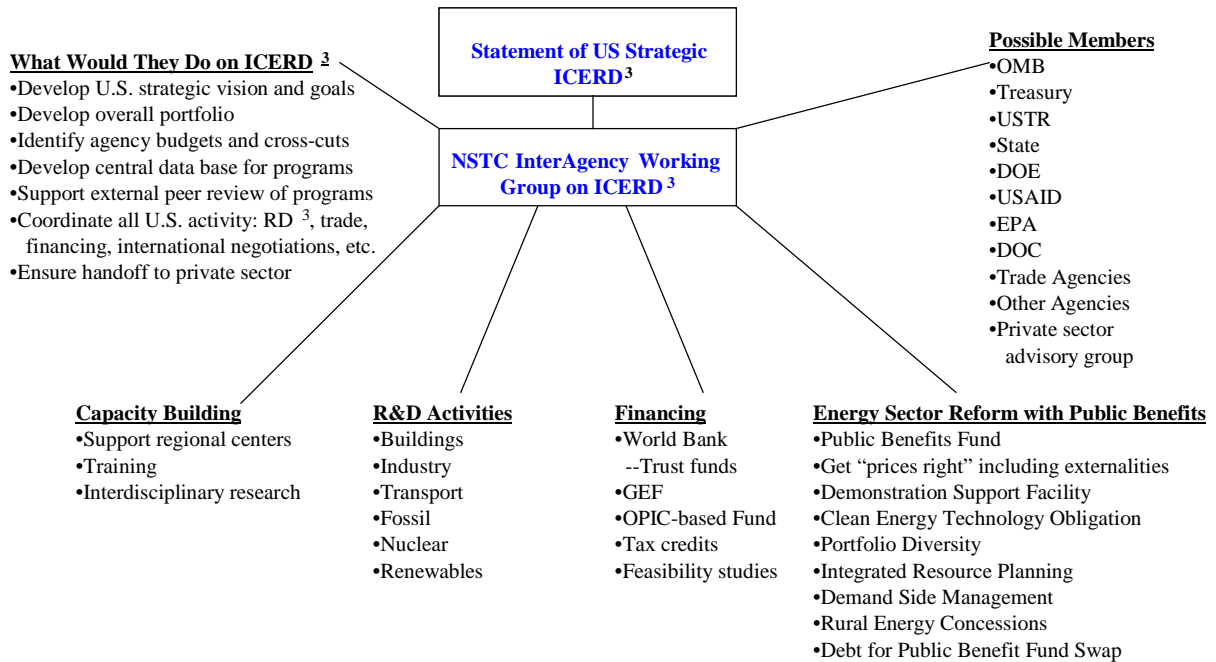 Statement of US Strategic
ICERD³
What Would They Do on ICERD ³
•Develop U.S. strategic vision and goals
•Develop overall portfolio
•Identify agency budgets and cross-cuts
•Develop central data base for programs
•Support external peer review of programs
•Coordinate all U.S. activity: RD ³, trade,
financing, international negotiations, etc.
•Ensure handoff to private sector
NSTC InterAgency Working
Group on ICERD ³
Possible Members
•OMB
•Treasury
•USTR
•State
•DOE
•USAID
•EPA
•DOC
•Trade Agencies
•Other Agencies
•Private sector
advisory group
Capacity Building
•Support regional centers
•Training
•Interdisciplinary research
R&D Activities
•Buildings
•Industry
•Transport
•Fossil
•Nuclear
•Renewables
Financing
•World Bank
--Trust funds
•GEF
•OPIC-based Fund
•Tax credits
•Feasibility studies
Energy Sector Reform with Public Benefits
•Public Benefits Fund
•Get “prices right” including externalities
•Demonstration Support Facility
•Clean Energy Technology Obligation
•Portfolio Diversity
•Integrated Resource Planning
•Demand Side Management
•Rural Energy Concessions
•Debt for Public Benefit Fund Swap